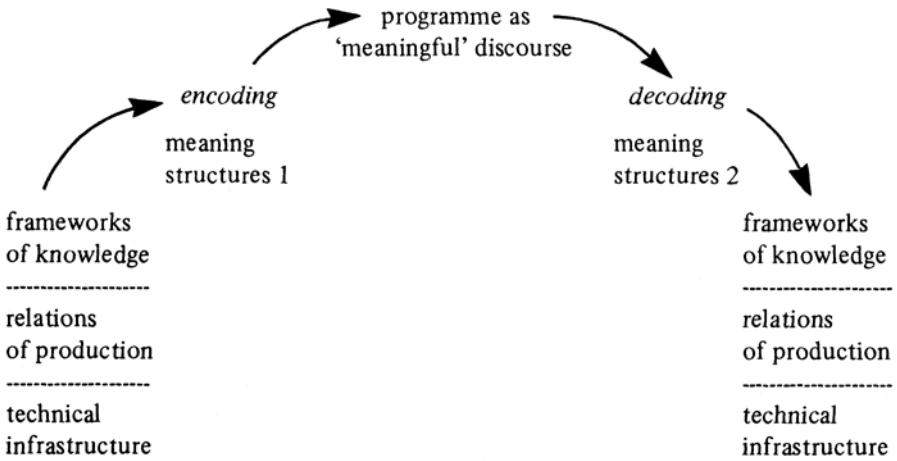 programme as
‘meaningful’ discourse
encoding
meaning
structures 1
decoding
meaning
structures 2
frameworks
of knowledge
relations
of production
technical
infrastructure
frameworks
of knowledge
relations
of production
technical
infrastructure